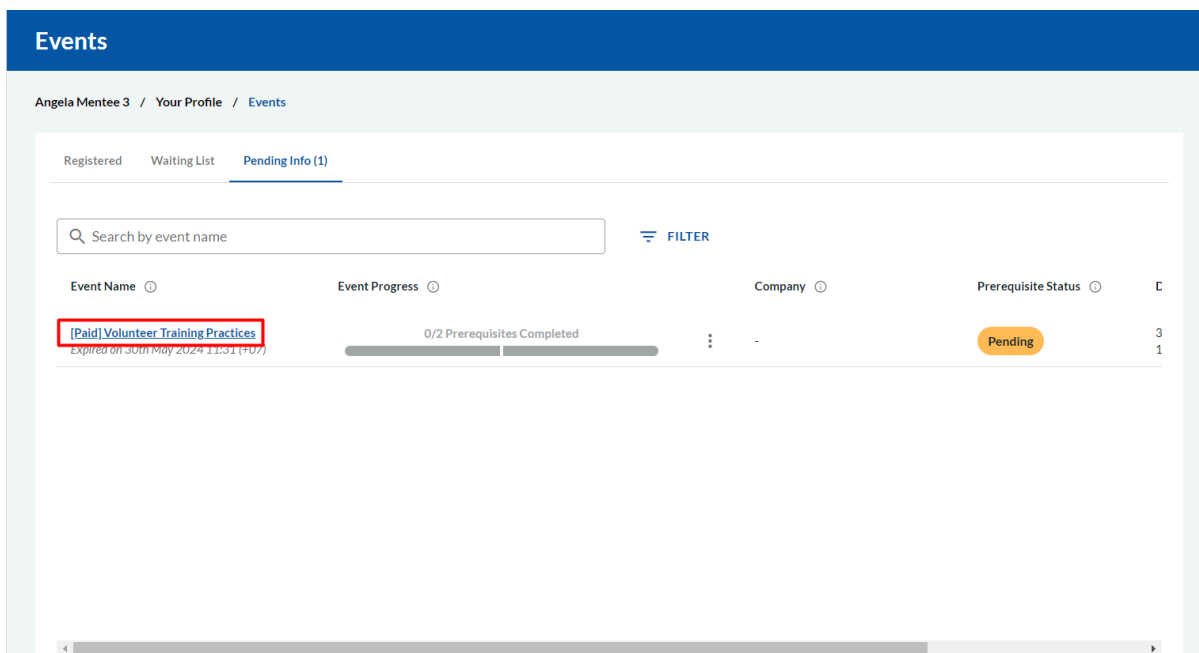 Events
Angela Mentee 3 / Your Profile / Events
Registered Waiting List Pending Info (1)
Search by event name FILTER
Event Name Event Progress Company Prerequisite Status
[Paid] Volunteer Training Practices 0/2 Prerequisites Completed - Pending
Expired on 30th May 2024 11:31 (+07)